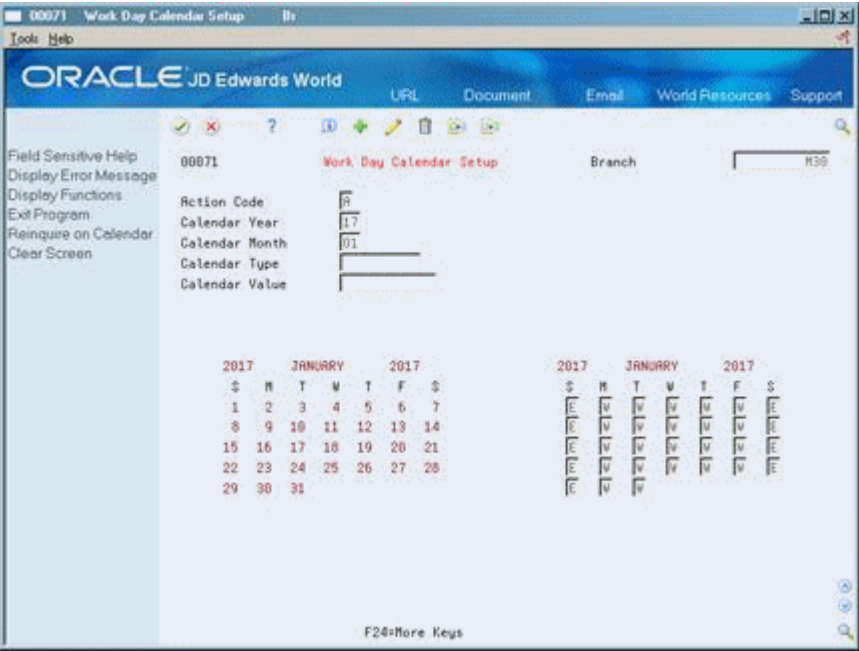 00071 Work Day Calendar Setup
Tools Help
ORACLE JD Edwards World
URL Document Email World Resources Support
Field Sensitive Help
Display Error Message
Display Functions
Exit Program
Reinquire on Calendar
Clear Screen
00071 Work Day Calendar Setup Branch M30
Action Code A
Calendar Year 17
Calendar Month 01
Calendar Type
Calendar Value
2017 JANUARY 2017 2017 JANUARY 2017
S M T W T F S S M T W T F S
1 2 3 4 5 6 7 E W W W W W E
8 9 10 11 12 13 14 E W W W W W E
15 16 17 18 19 20 21 E W W W W W E
22 23 24 25 26 27 28 E W W W W W E
29 30 31 E W W
F24=More Keys